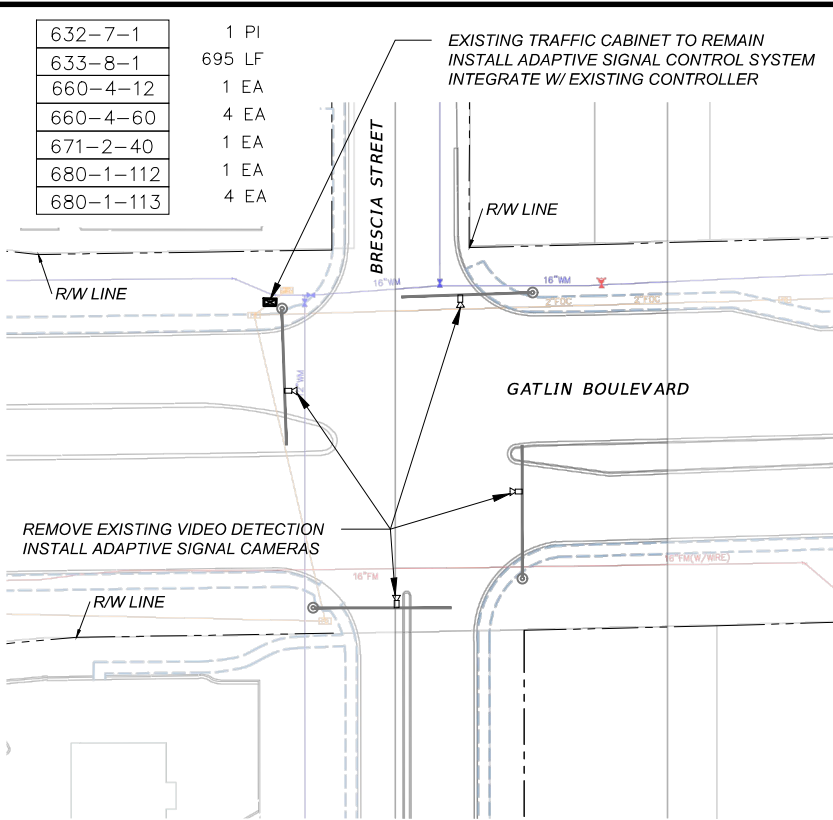 632-7-1 1 PI
633-8-1 695 LF
660-4-12 1 EA
660-4-60 4 EA
671-2-40 1 EA
680-1-112 1 EA
680-1-113 4 EA
EXISTING TRAFFIC CABINET TO REMAIN
INSTALL ADAPTIVE SIGNAL CONTROL SYSTEM
INTEGRATE W/ EXISTING CONTROLLER
BRESCIA STREET
R/W LINE
R/W LINE
16"WM
16"WM
2"FOC
2"FOC
GATLIN BOULEVARD
REMOVE EXISTING VIDEO DETECTION
INSTALL ADAPTIVE SIGNAL CAMERAS
16"FM
16"FM(W/WIRE)
R/W LINE